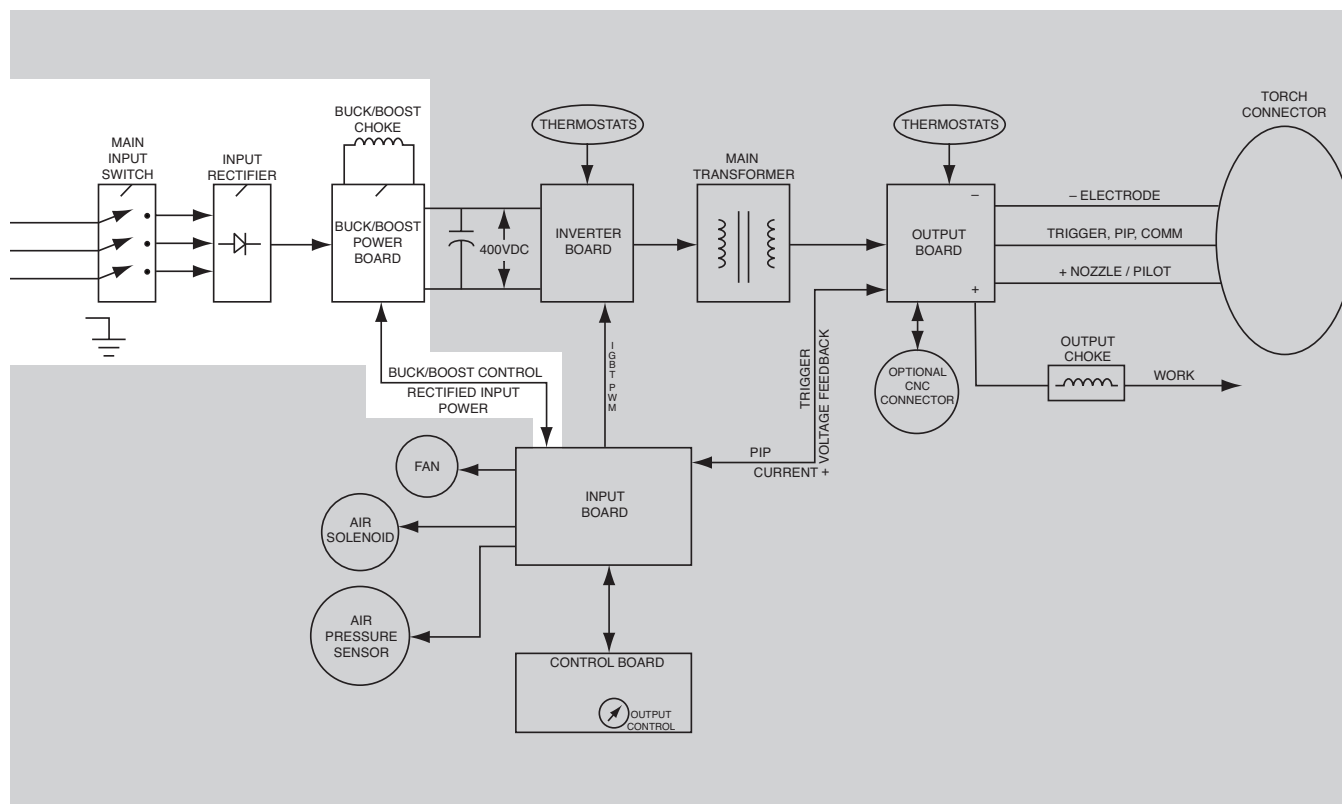 BUCK/BOOST
CHOKE
MAIN
INPUT
SWITCH
INPUT
RECTIFIER
BUCK/BOOST
POWER
BOARD
400VDC
THERMOSTATS
INVERTER
BOARD
MAIN
TRANSFORMER
THERMOSTATS
–
OUTPUT
BOARD
+
– ELECTRODE
TRIGGER, PIP, COMM
+ NOZZLE / PILOT
TORCH
CONNECTOR
OUTPUT
CHOKE
WORK
OPTIONAL
CNC
CONNECTOR
TRIGGER
VOLTAGE FEEDBACK
PIP
CURRENT +
IGBT PWM
BUCK/BOOST CONTROL
RECTIFIED INPUT
POWER
FAN
AIR
SOLENOID
AIR
PRESSURE
SENSOR
INPUT
BOARD
CONTROL BOARD
OUTPUT
CONTROL